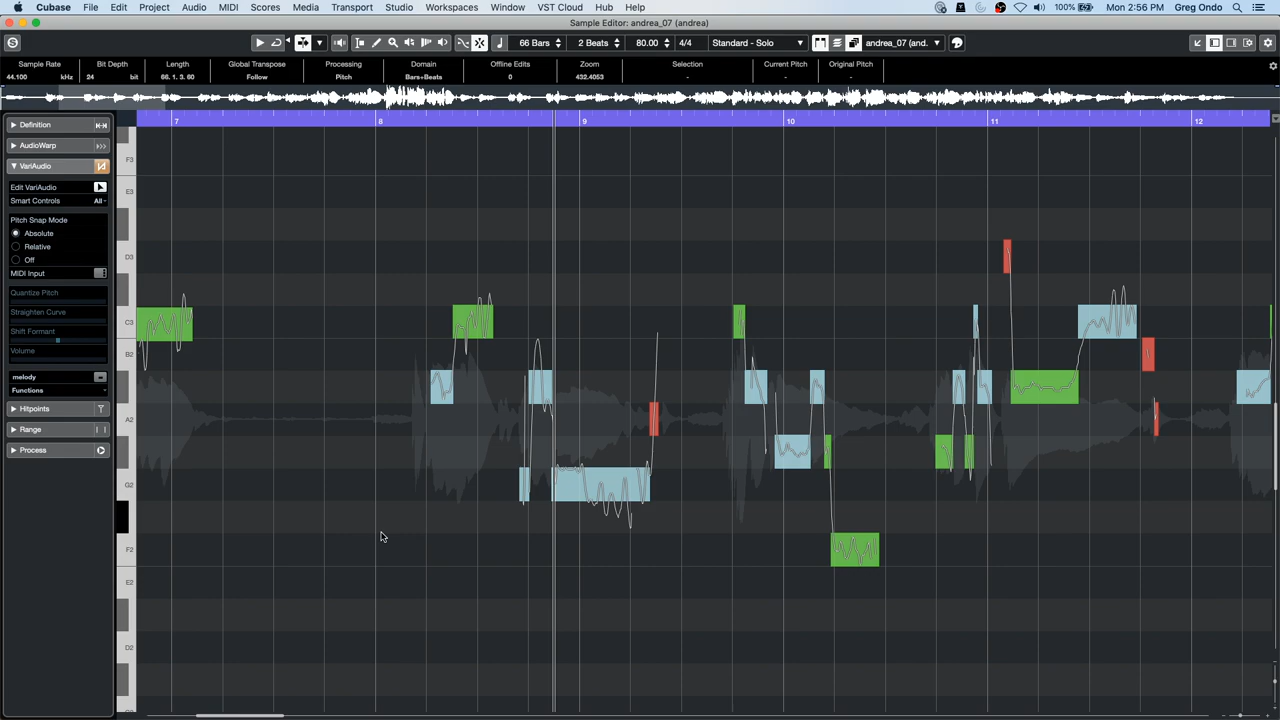 Cubase File Edit Project Audio MIDI Scores Media Transport Studio Workspaces Window VST Cloud Hub Help 100% Mon 2:56 PM Greg Ondo
Sample Editor: andrea_07 (andrea)
66 Bars 2 Beats 80.00 4/4 Standard - Solo andrea_07 (and.
Sample Rate Bit Depth Length Global Transpose Processing Domain Offline Edits Zoom Selection Current Pitch Original Pitch
44.100 kHz 24 bit 66. 1. 3. 60 Follow Pitch Bars+Beats 0 432.4053 - - -
7 8 9 10 11 12
Definition
AudioWarp
VariAudio
Edit VariAudio
Smart Controls All
Pitch Snap Mode
Absolute
Relative
Off
MIDI Input
Quantize Pitch
Straighten Curve
Shift Formant
Volume
melody
Functions
Hitpoints
Range
Process
F3
E3
D3
C3
B2
A2
G2
F2
E2
D2